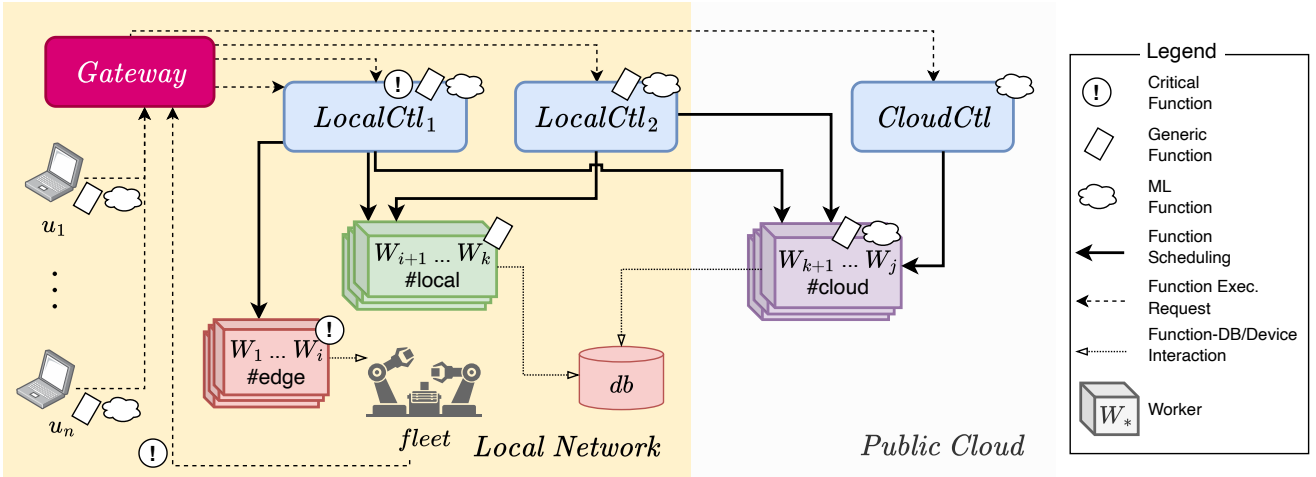 Gateway
LocalCtl₁
LocalCtl₂
CloudCtl
!
u₁
⋮
uₙ
!
Wᵢ₊₁ ... Wₖ
#local
Wₖ₊₁ ... Wⱼ
#cloud
!
W₁ ... Wᵢ
#edge
fleet
db
Local Network
Public Cloud
Legend
!
Critical
Function
Generic
Function
ML
Function
Function
Scheduling
Function Exec.
Request
Function-DB/Device
Interaction
W*
Worker